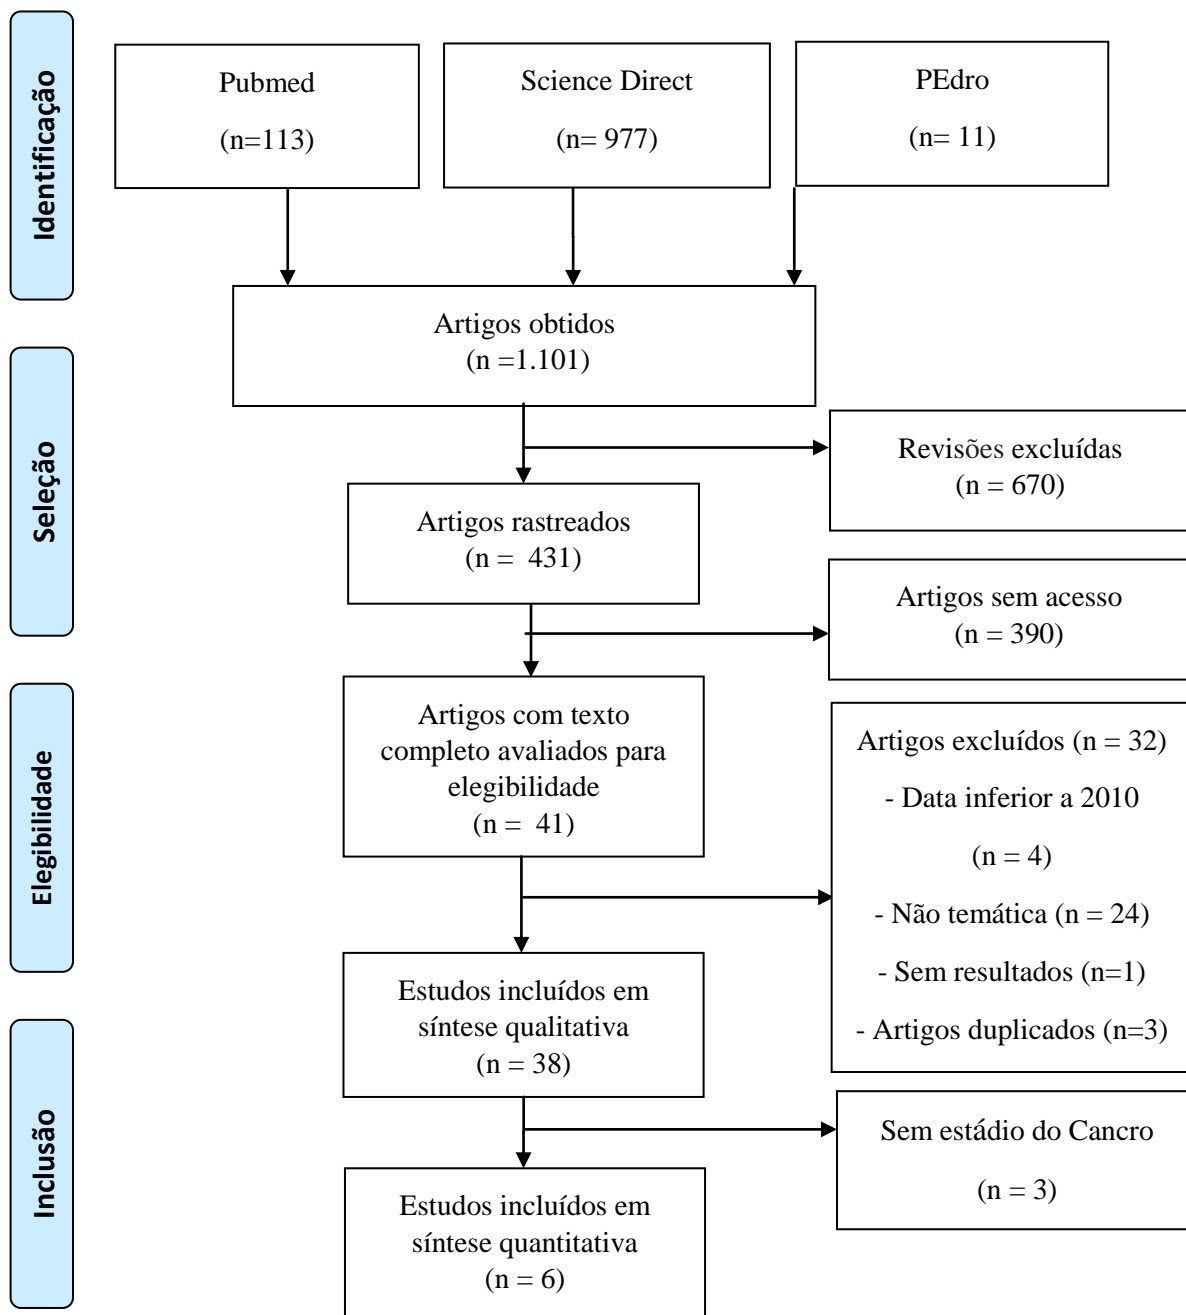 Identificação
Pubmed
(n=113)
Science Direct
(n= 977)
PEdro
(n= 11)
Artigos obtidos
(n =1.101)
Seleção
Revisões excluídas
(n = 670)
Artigos rastreados
(n =  431)
Artigos sem acesso
(n = 390)
Elegibilidade
Artigos com texto
completo avaliados para
elegibilidade
(n =  41)
Artigos excluídos (n = 32)
- Data inferior a 2010
(n = 4)
- Não temática (n = 24)
- Sem resultados (n=1)
- Artigos duplicados (n=3)
Estudos incluídos em
síntese qualitativa
(n = 38)
Inclusão
Sem estádio do Cancro
(n = 3)
Estudos incluídos em
síntese quantitativa
(n = 6)